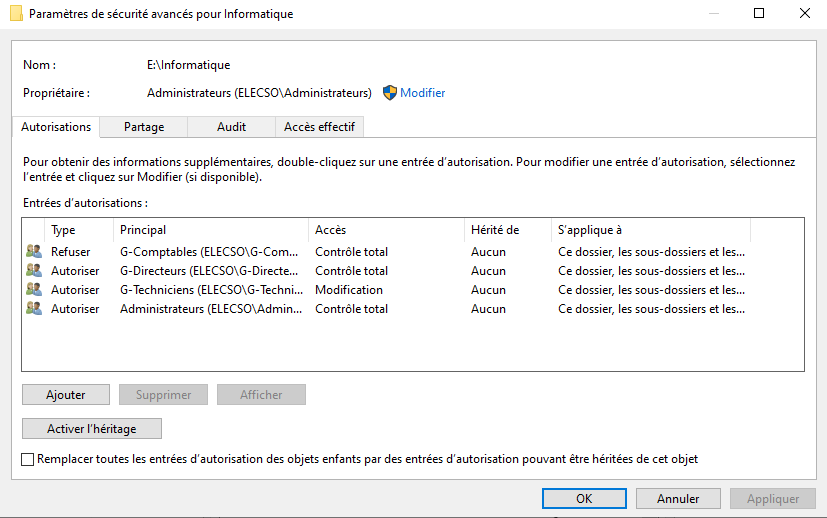 Paramètres de sécurité avancés pour Informatique
Nom : E:\Informatique
Propriétaire : Administrateurs (ELECSO\Administrateurs) Modifier
Autorisations Partage Audit Accès effectif
Pour obtenir des informations supplémentaires, double-cliquez sur une entrée d'autorisation. Pour modifier une entrée d'autorisation, sélectionnez
l'entrée et cliquez sur Modifier (si disponible).
Entrées d'autorisations :
Type Principal Accès Hérité de S'applique à
Refuser G-Comptables (ELECSO\G-Com... Contrôle total Aucun Ce dossier, les sous-dossiers et les...
Autoriser G-Directeurs (ELECSO\G-Directe... Contrôle total Aucun Ce dossier, les sous-dossiers et les...
Autoriser G-Techniciens (ELECSO\G-Techni... Modification Aucun Ce dossier, les sous-dossiers et les...
Autoriser Administrateurs (ELECSO\Admin... Contrôle total Aucun Ce dossier, les sous-dossiers et les...
Ajouter Supprimer Afficher
Activer l'héritage
Remplacer toutes les entrées d'autorisation des objets enfants par des entrées d'autorisation pouvant être héritées de cet objet
OK Annuler Appliquer